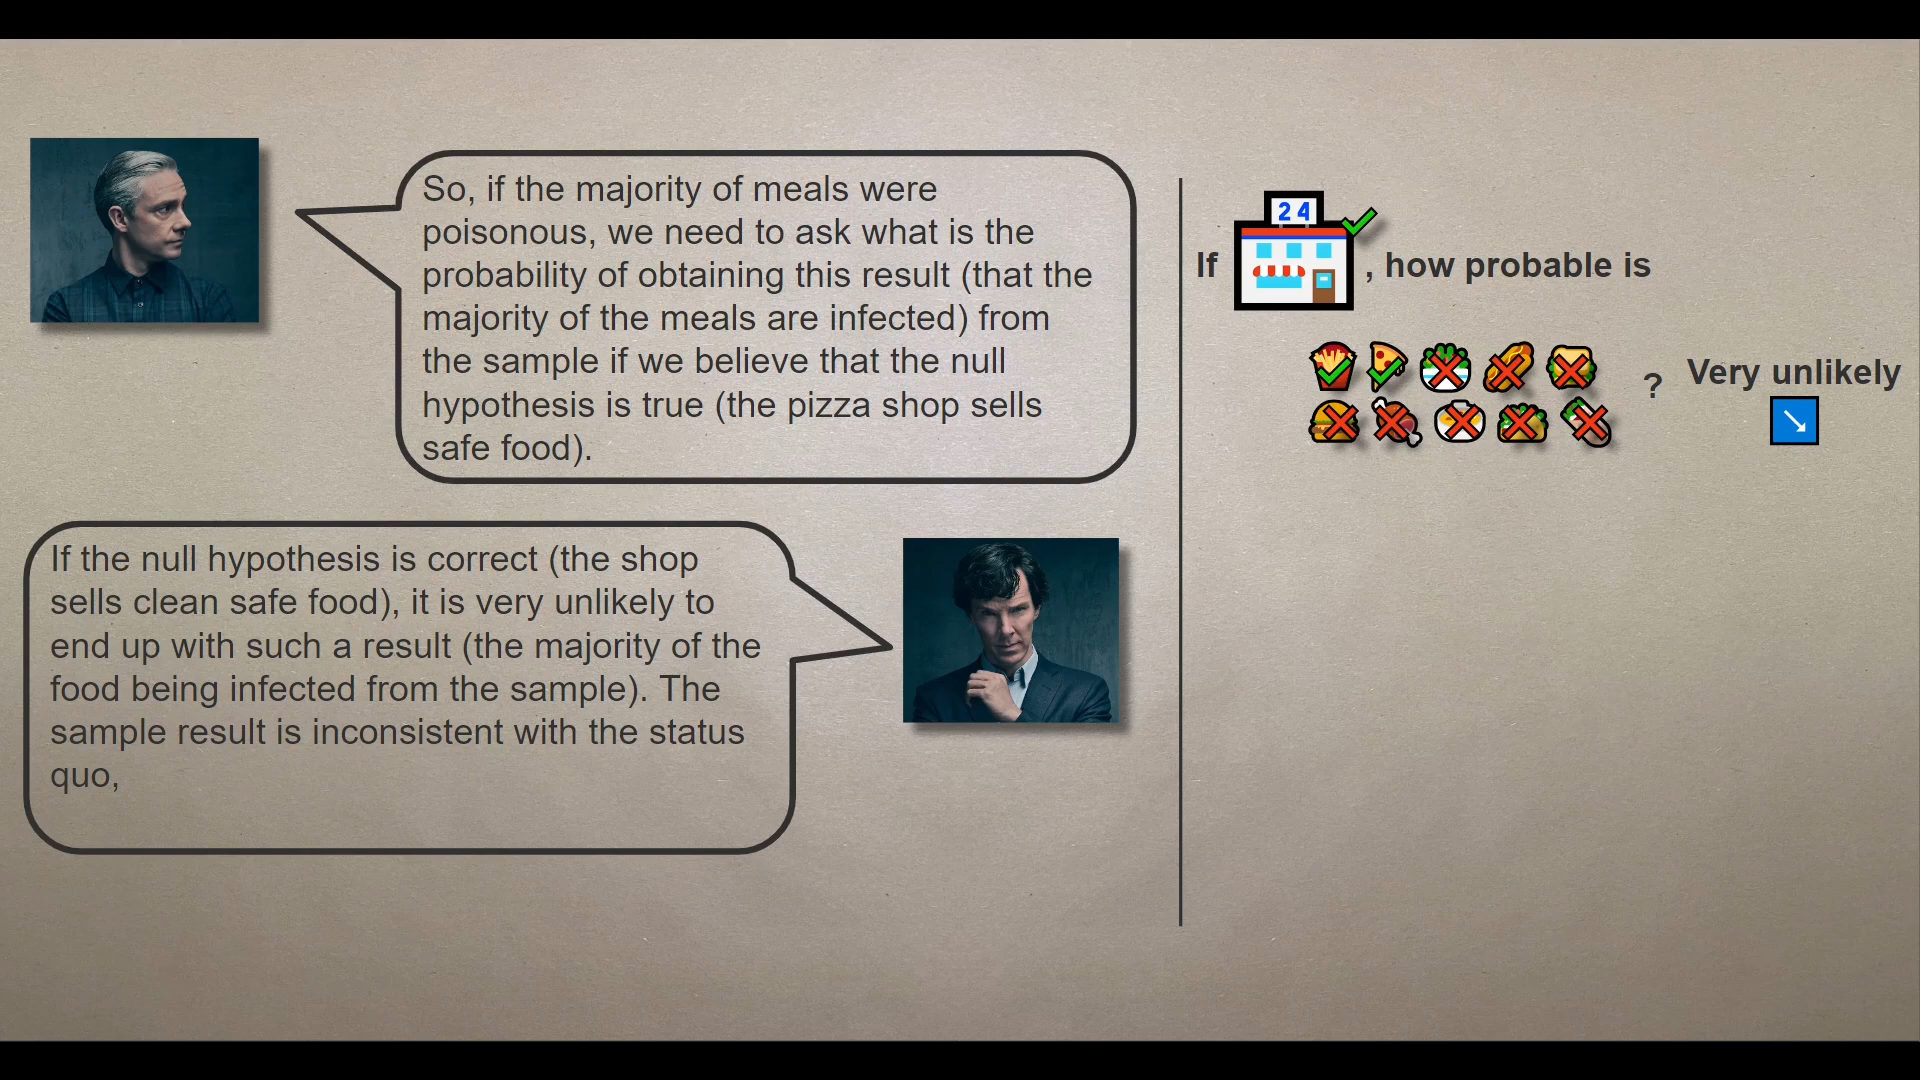 So, if the majority of meals were
poisonous, we need to ask what is the
probability of obtaining this result (that the
majority of the meals are infected) from
the sample if we believe that the null
hypothesis is true (the pizza shop sells
safe food).
If the null hypothesis is correct (the shop
sells clean safe food), it is very unlikely to
end up with such a result (the majority of the
food being infected from the sample). The
sample result is inconsistent with the status
quo,
24
If , how probable is
? Very unlikely